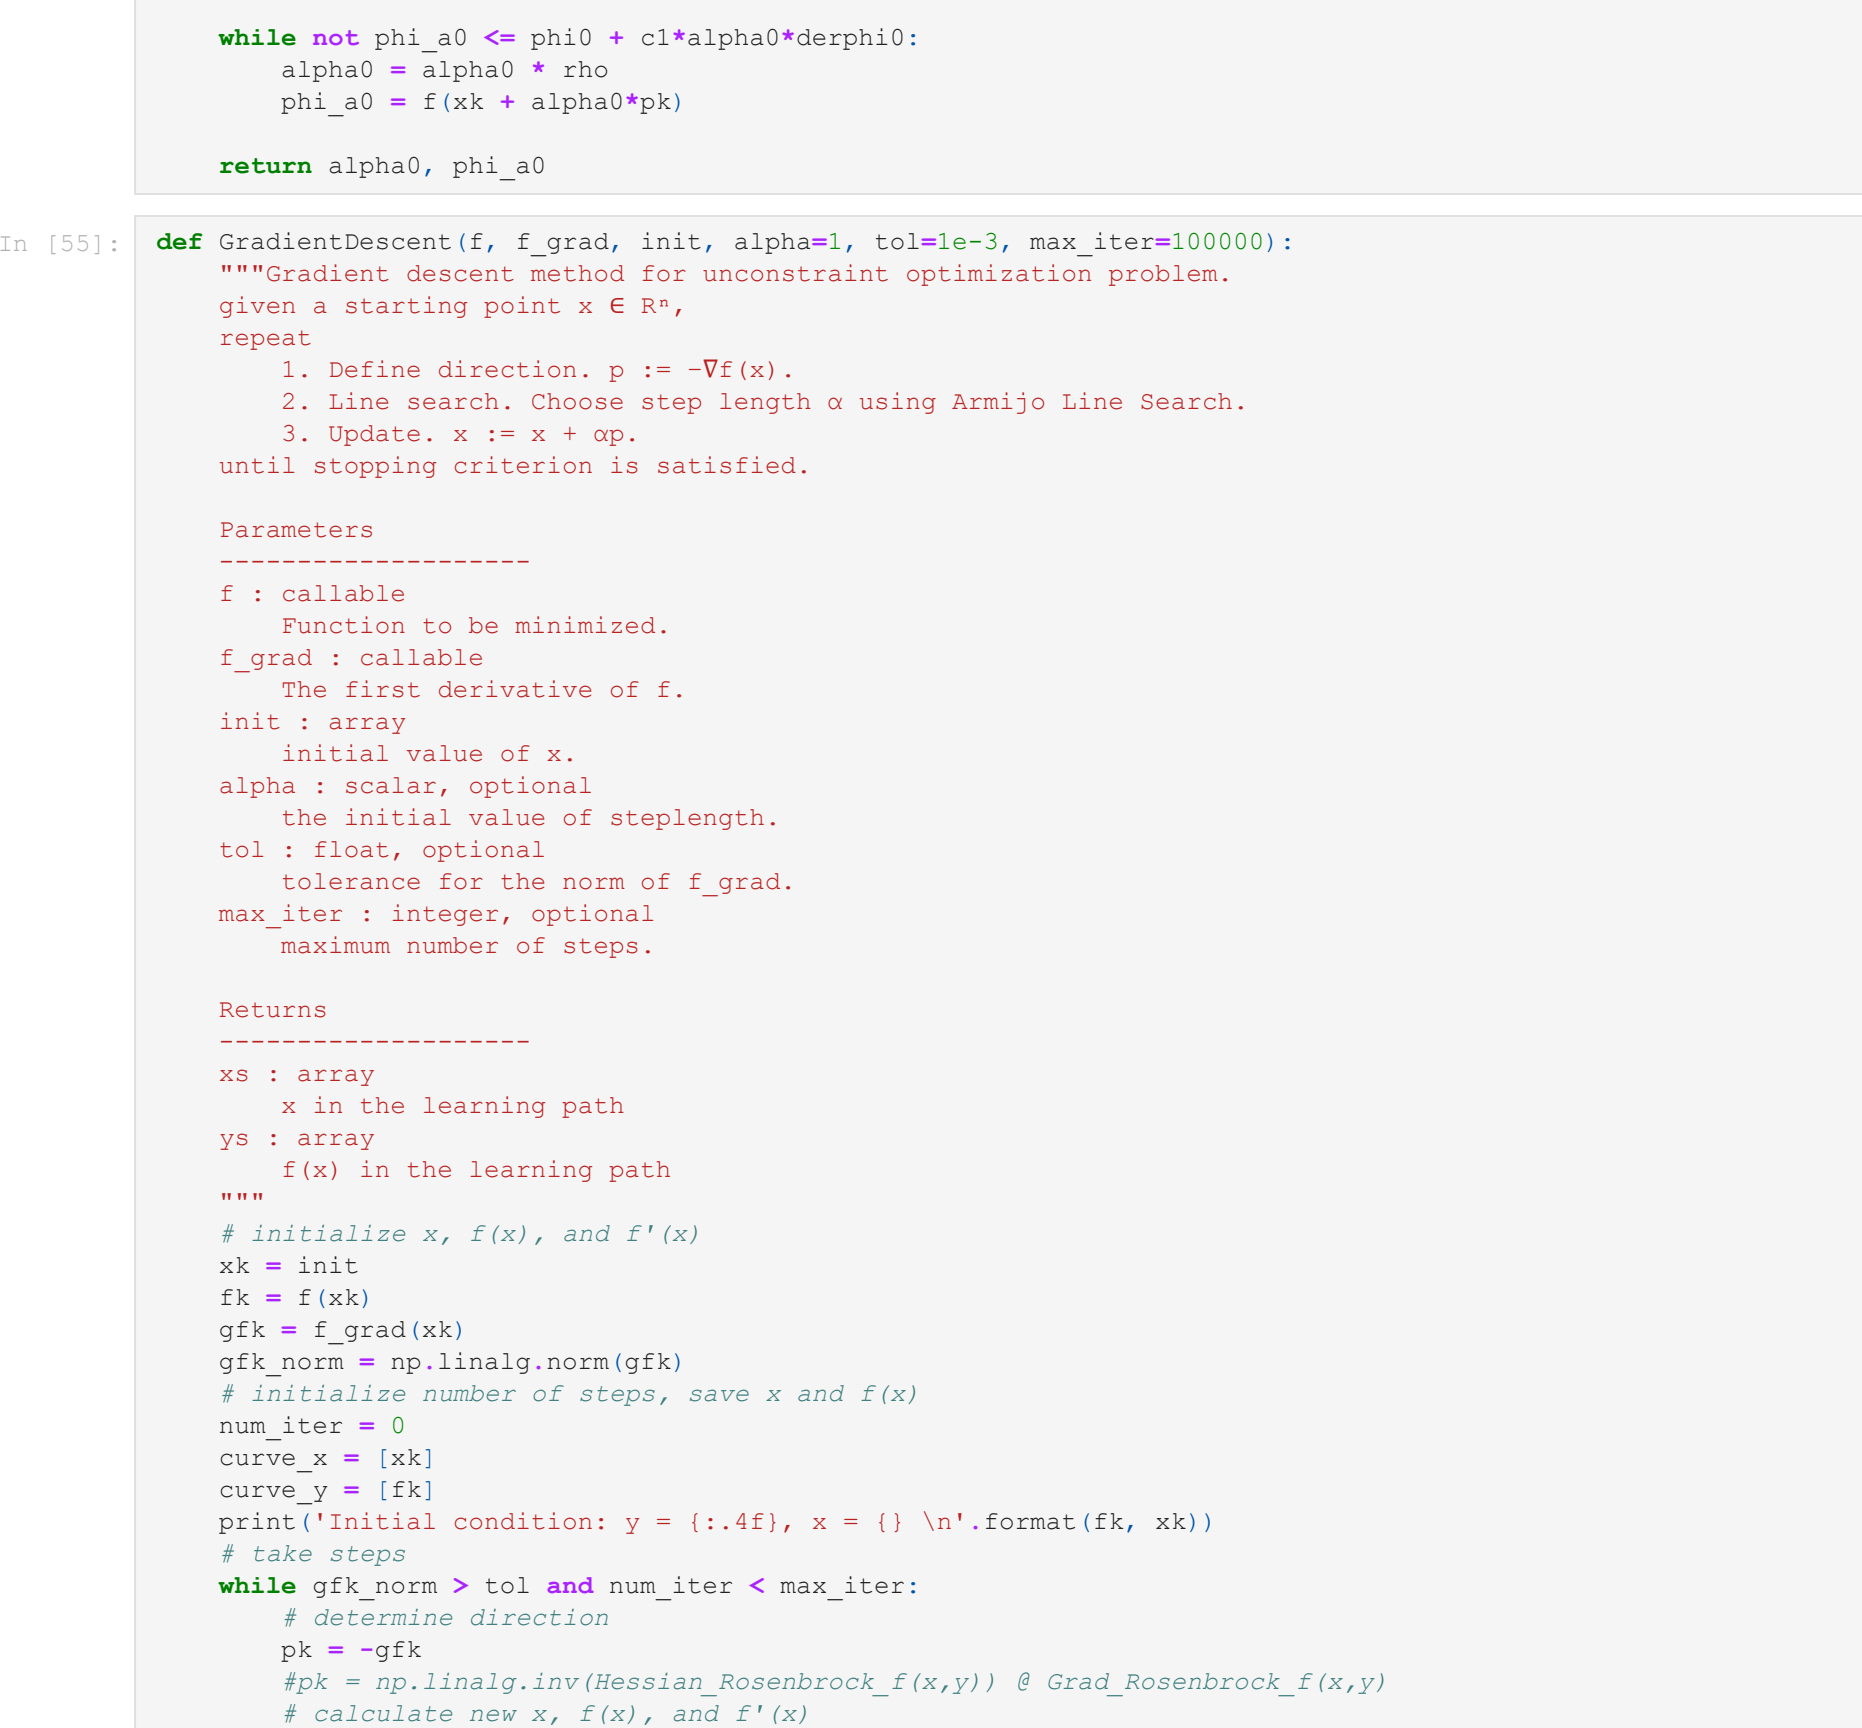 while not phi_a0 <= phi0 + c1*alpha0*derphi0:
        alpha0 = alpha0 * rho
        phi_a0 = f(xk + alpha0*pk)

    return alpha0, phi_a0

In [55]:
def GradientDescent(f, f_grad, init, alpha=1, tol=1e-3, max_iter=100000):
    """Gradient descent method for unconstraint optimization problem.
    given a starting point x ∈ Rⁿ,
    repeat
        1. Define direction. p := −∇f(x).
        2. Line search. Choose step length α using Armijo Line Search.
        3. Update. x := x + αp.
    until stopping criterion is satisfied.

    Parameters
    --------------------
    f : callable
        Function to be minimized.
    f_grad : callable
        The first derivative of f.
    init : array
        initial value of x.
    alpha : scalar, optional
        the initial value of steplength.
    tol : float, optional
        tolerance for the norm of f_grad.
    max_iter : integer, optional
        maximum number of steps.

    Returns
    --------------------
    xs : array
        x in the learning path
    ys : array
        f(x) in the learning path
    """
    # initialize x, f(x), and f'(x)
    xk = init
    fk = f(xk)
    gfk = f_grad(xk)
    gfk_norm = np.linalg.norm(gfk)
    # initialize number of steps, save x and f(x)
    num_iter = 0
    curve_x = [xk]
    curve_y = [fk]
    print('Initial condition: y = {:.4f}, x = {} \n'.format(fk, xk))
    # take steps
    while gfk_norm > tol and num_iter < max_iter:
        # determine direction
        pk = -gfk
        #pk = np.linalg.inv(Hessian_Rosenbrock_f(x,y)) @ Grad_Rosenbrock_f(x,y)
        # calculate new x, f(x), and f'(x)